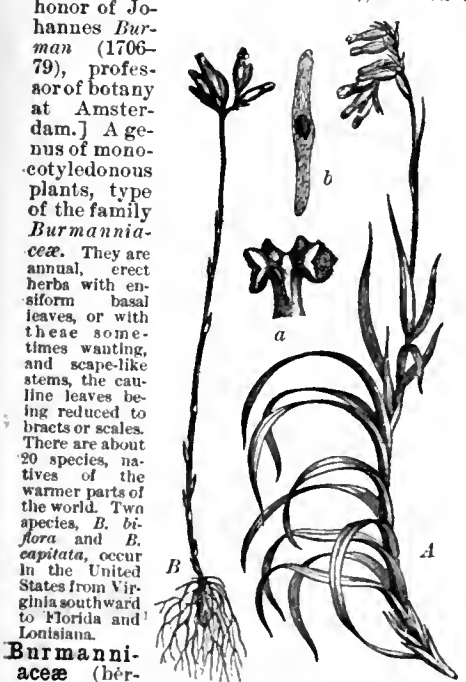 honor of Jo-
hannes Bur-
man (1706–
79), profes-
sor of botany
at Amster-
dam.] A ge-
nus of mono-
cotyledonous
plants, type
of the family
Burmannia-
ceæ. They are
annual, erect
herbs with en-
siform basal
leaves, or with
these some-
times wanting,
and scape-like
stems, the cau-
line leaves be-
ing reduced to
bracts or scales.
There are about
20 species, na-
tives of the
warmer parts of
the world. Two
species, B. bi-
flora and B.
capitata, occur
in the United
States from Vir-
ginia southward
to Florida and
Louisiana.
Burmanni-
aceæ (bėr-
b
a
B
A